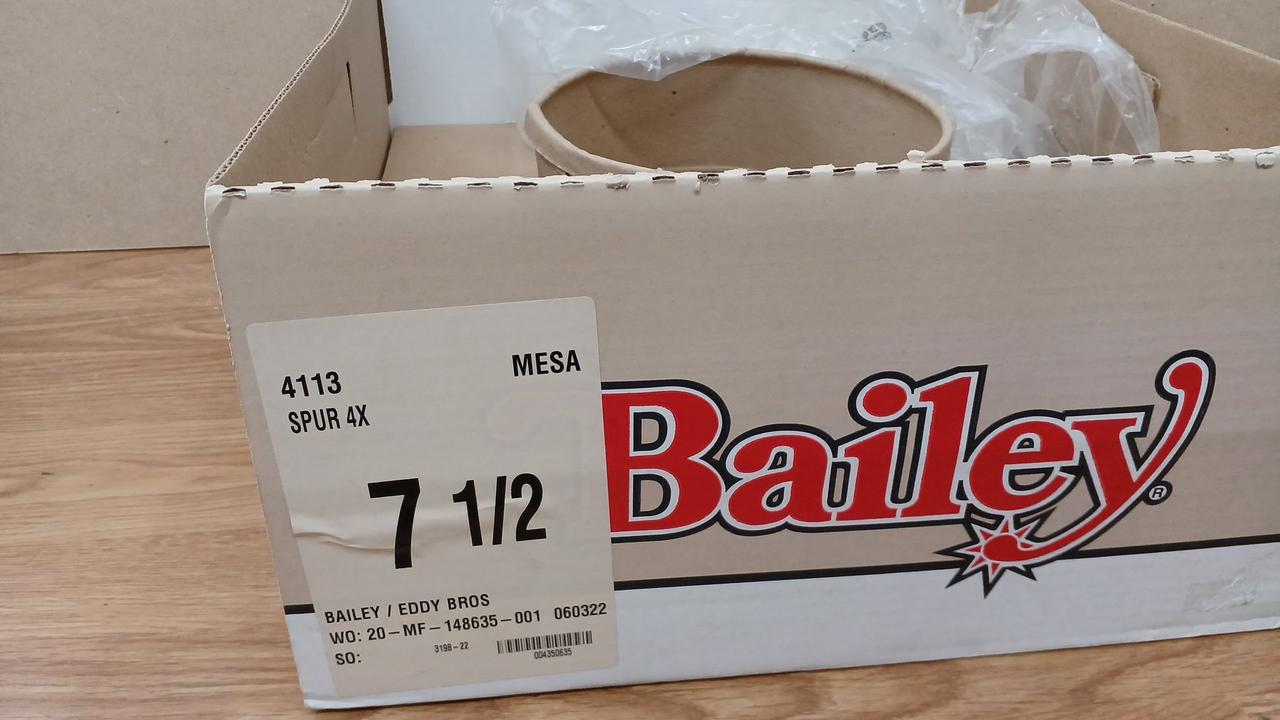 4113 MESA
SPUR 4X
7 1/2
BAILEY / EDDY BROS
WO: 20-MF-148635-001 060322
SO: 3198-22
004350635
Bailey®